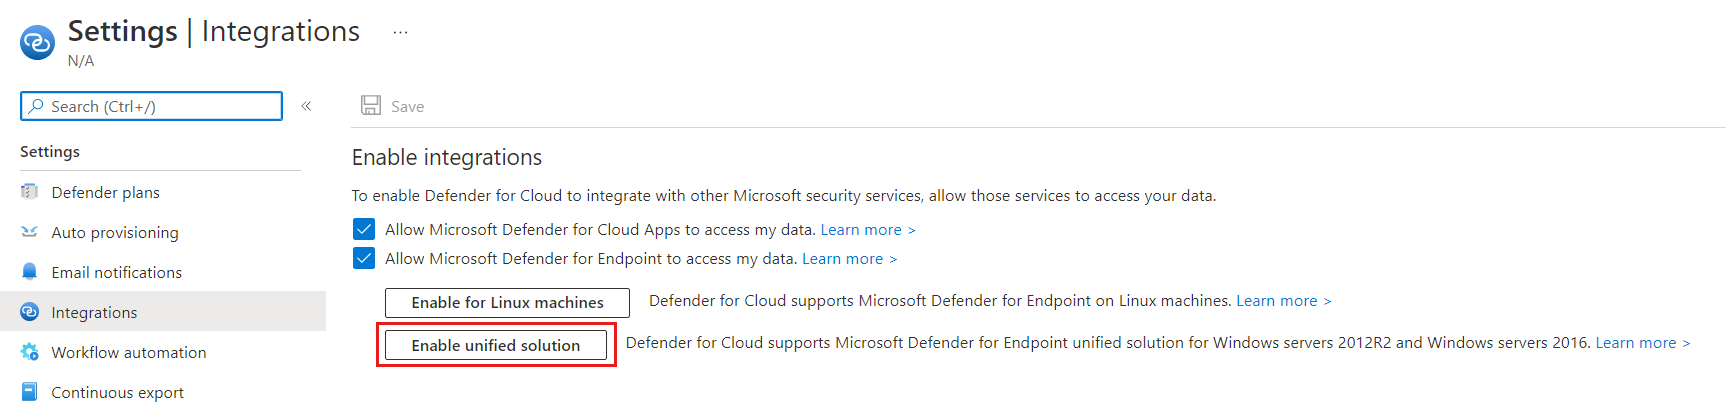 Settings | Integrations ...
N/A
Search (Ctrl+/) «
Save
Settings
Defender plans
Auto provisioning
Email notifications
Integrations
Workflow automation
Continuous export
Enable integrations
To enable Defender for Cloud to integrate with other Microsoft security services, allow those services to access your data.
Allow Microsoft Defender for Cloud Apps to access my data. Learn more >
Allow Microsoft Defender for Endpoint to access my data. Learn more >
Enable for Linux machines Defender for Cloud supports Microsoft Defender for Endpoint on Linux machines. Learn more >
Enable unified solution Defender for Cloud supports Microsoft Defender for Endpoint unified solution for Windows servers 2012R2 and Windows servers 2016. Learn more >